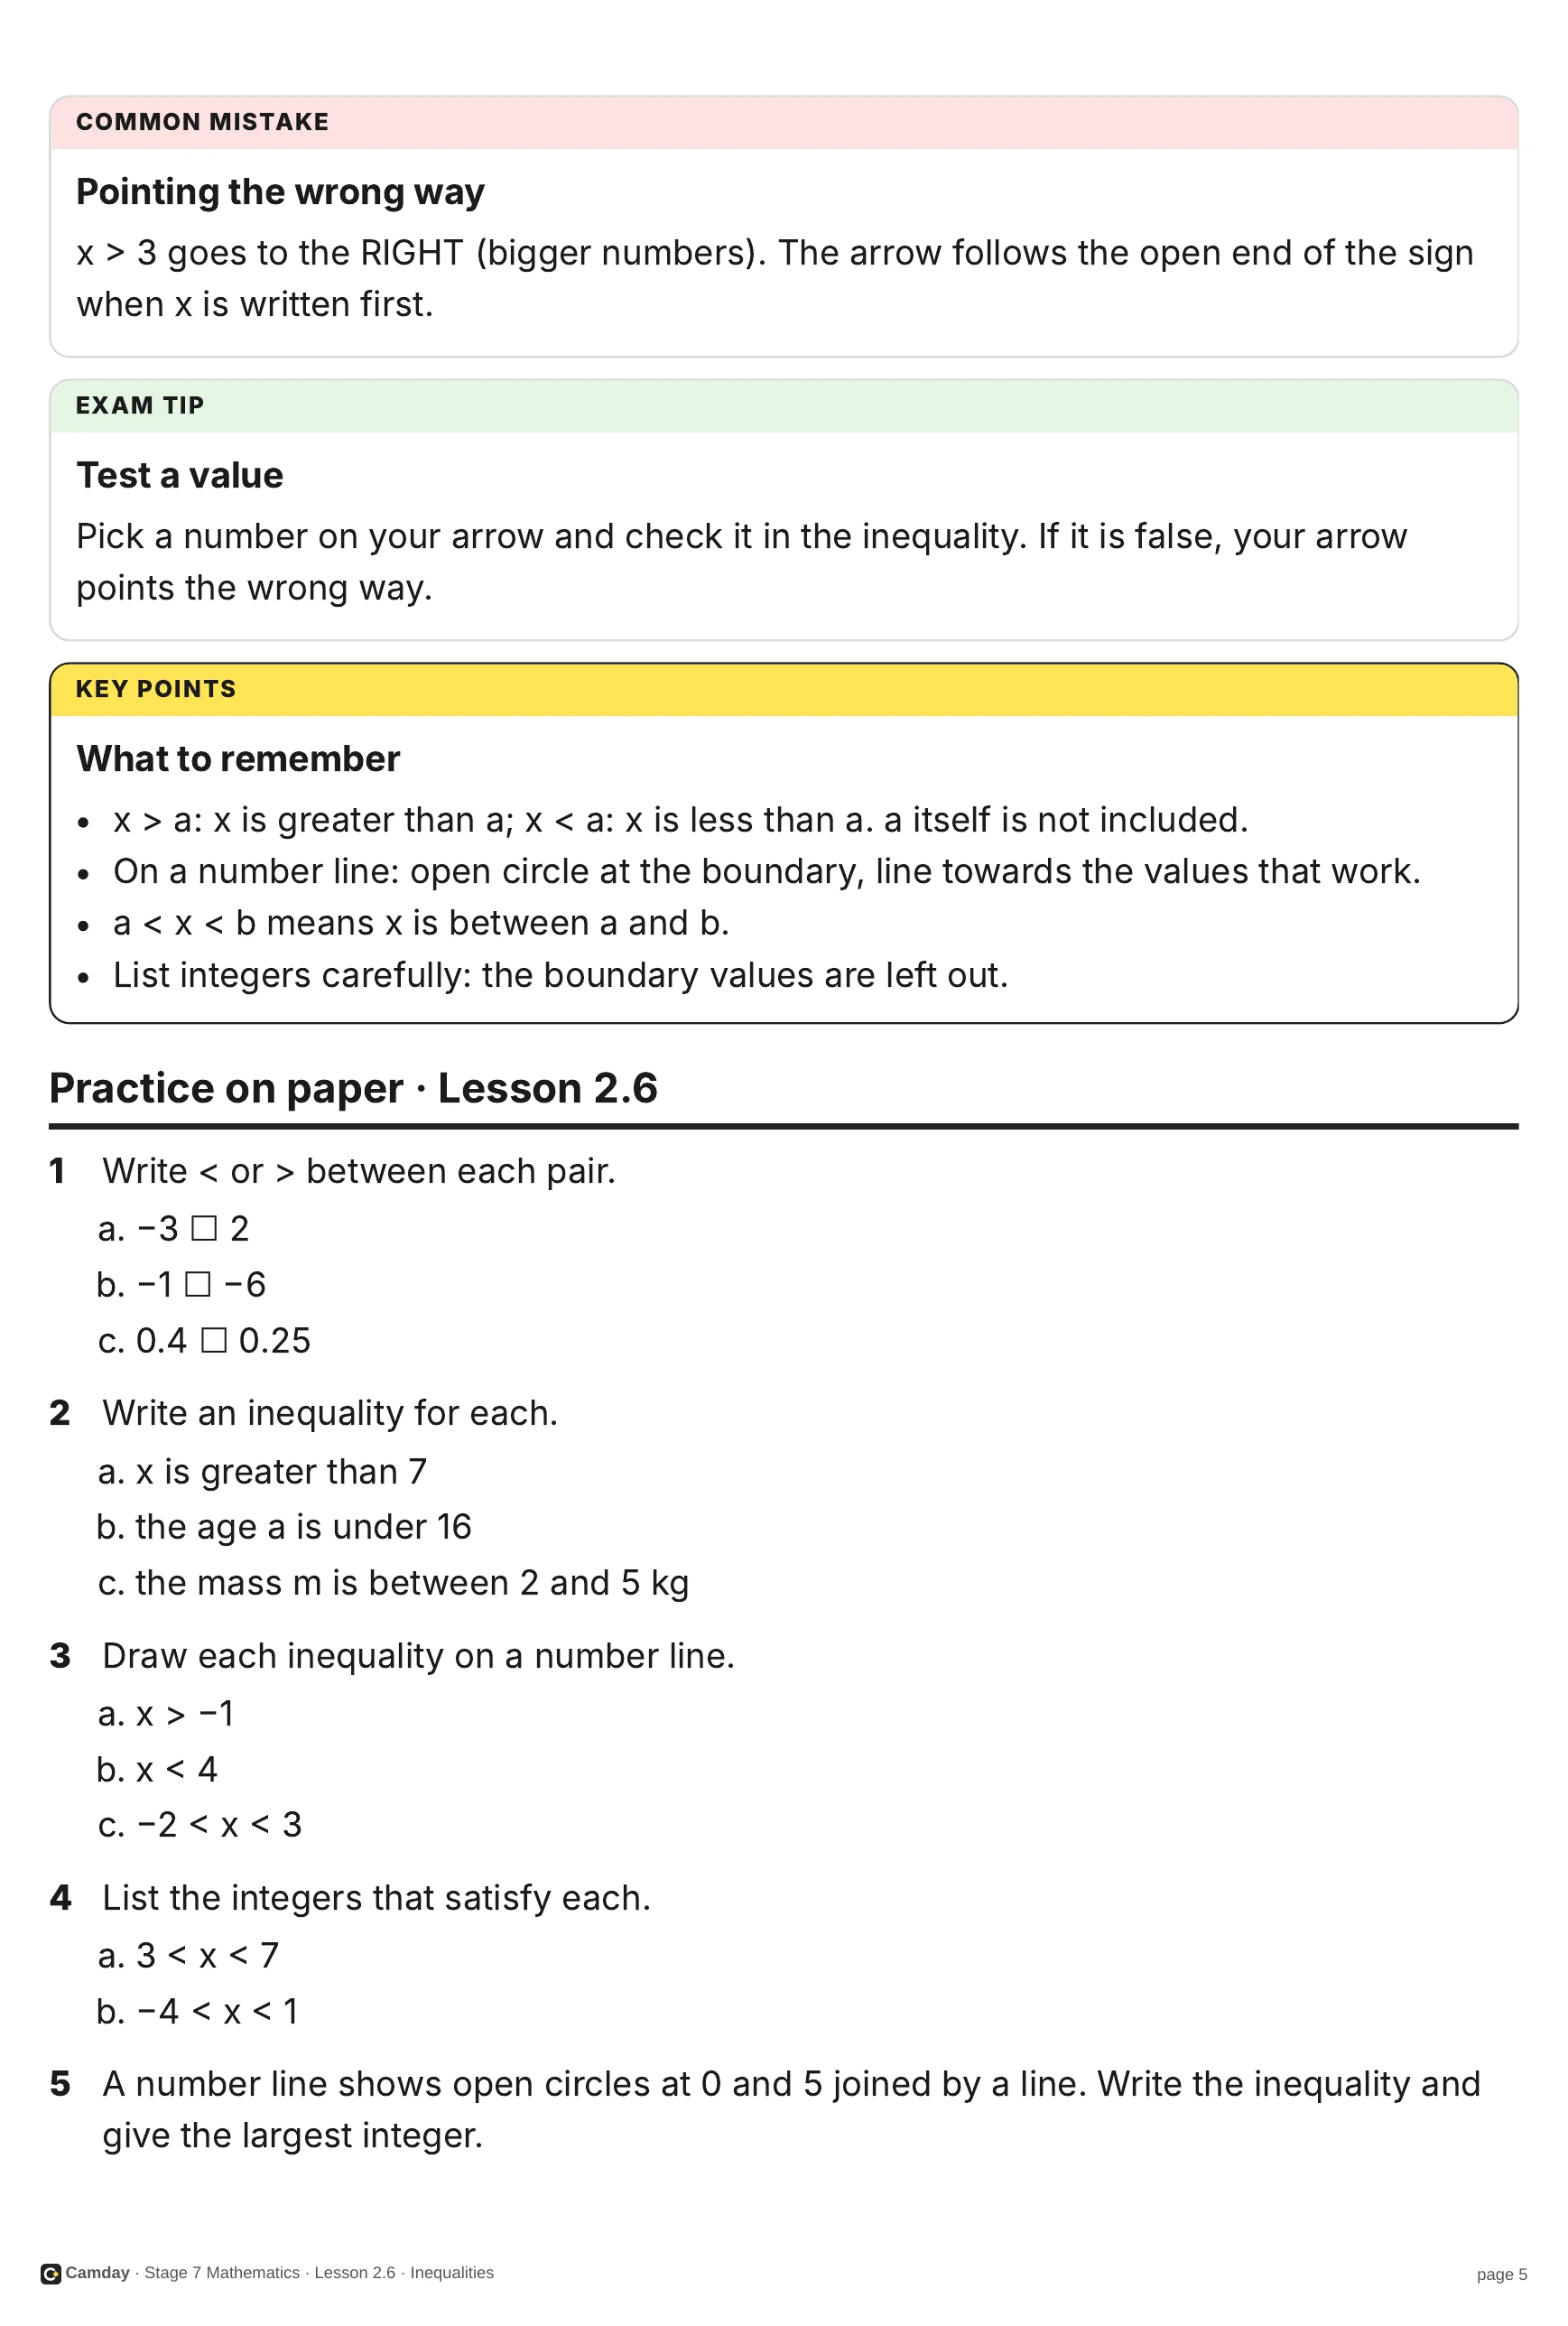 COMMON MISTAKE
Pointing the wrong way
x > 3 goes to the RIGHT (bigger numbers). The arrow follows the open end of the sign
when x is written first.
EXAM TIP
Test a value
Pick a number on your arrow and check it in the inequality. If it is false, your arrow
points the wrong way.
KEY POINTS
What to remember
• x > a: x is greater than a; x < a: x is less than a. a itself is not included.
• On a number line: open circle at the boundary, line towards the values that work.
• a < x < b means x is between a and b.
• List integers carefully: the boundary values are left out.
Practice on paper · Lesson 2.6
1 Write < or > between each pair.
a. −3 □ 2
b. −1 □ −6
c. 0.4 □ 0.25
2 Write an inequality for each.
a. x is greater than 7
b. the age a is under 16
c. the mass m is between 2 and 5 kg
3 Draw each inequality on a number line.
a. x > −1
b. x < 4
c. −2 < x < 3
4 List the integers that satisfy each.
a. 3 < x < 7
b. −4 < x < 1
5 A number line shows open circles at 0 and 5 joined by a line. Write the inequality and
give the largest integer.
Camday · Stage 7 Mathematics · Lesson 2.6 · Inequalities
page 5